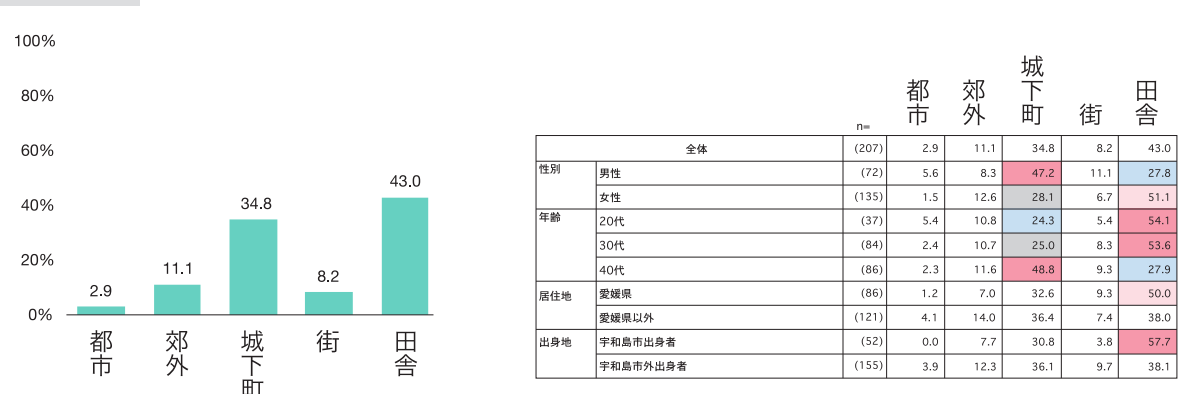 100%
80%
60%
40%
20%
0%
2.9
11.1
34.8
8.2
43.0
都市
郊外
城下町
街
田舎
n= 都市 郊外 城下町 街 田舎
全体 (207) 2.9 11.1 34.8 8.2 43.0
性別 男性 (72) 5.6 8.3 47.2 11.1 27.8
女性 (135) 1.5 12.6 28.1 6.7 51.1
年齢 20代 (37) 5.4 10.8 24.3 5.4 54.1
30代 (84) 2.4 10.7 25.0 8.3 53.6
40代 (86) 2.3 11.6 48.8 9.3 27.9
居住地 愛媛県 (86) 1.2 7.0 32.6 9.3 50.0
愛媛県以外 (121) 4.1 14.0 36.4 7.4 38.0
出身地 宇和島市出身者 (52) 0.0 7.7 30.8 3.8 57.7
宇和島市外出身者 (155) 3.9 12.3 36.1 9.7 38.1